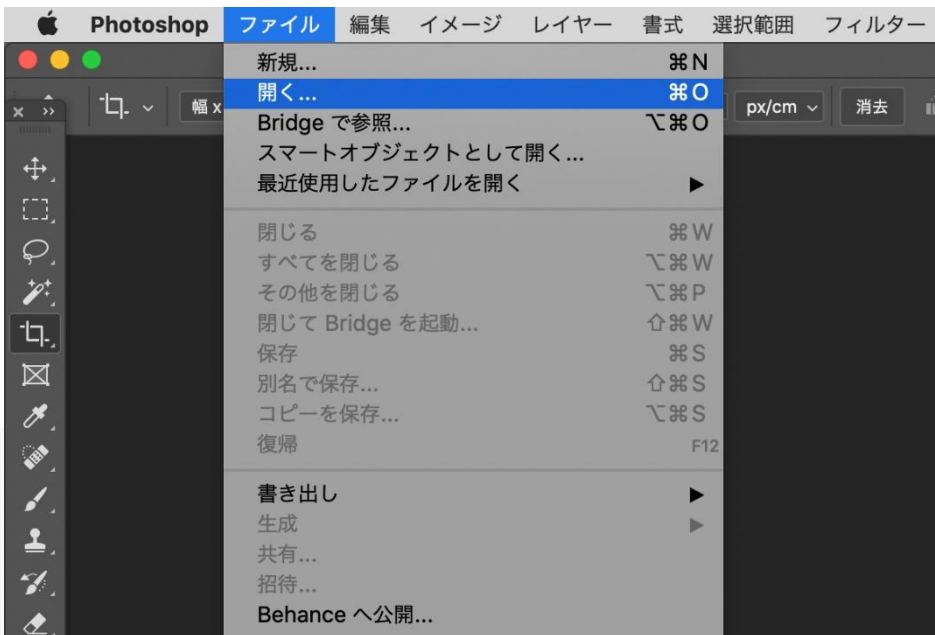 Photoshop ファイル 編集 イメージ レイヤー 書式 選択範囲 フィルター
幅 x
px/cm
消去
新規... ⌘N
開く... ⌘O
Bridge で参照... ⌥⌘O
スマートオブジェクトとして開く...
最近使用したファイルを開く
閉じる ⌘W
すべてを閉じる ⌥⌘W
その他を閉じる ⌥⌘P
閉じて Bridge を起動... ⇧⌘W
保存 ⌘S
別名で保存... ⇧⌘S
コピーを保存... ⌥⌘S
復帰 F12
書き出し
生成
共有...
招待...
Behance へ公開...